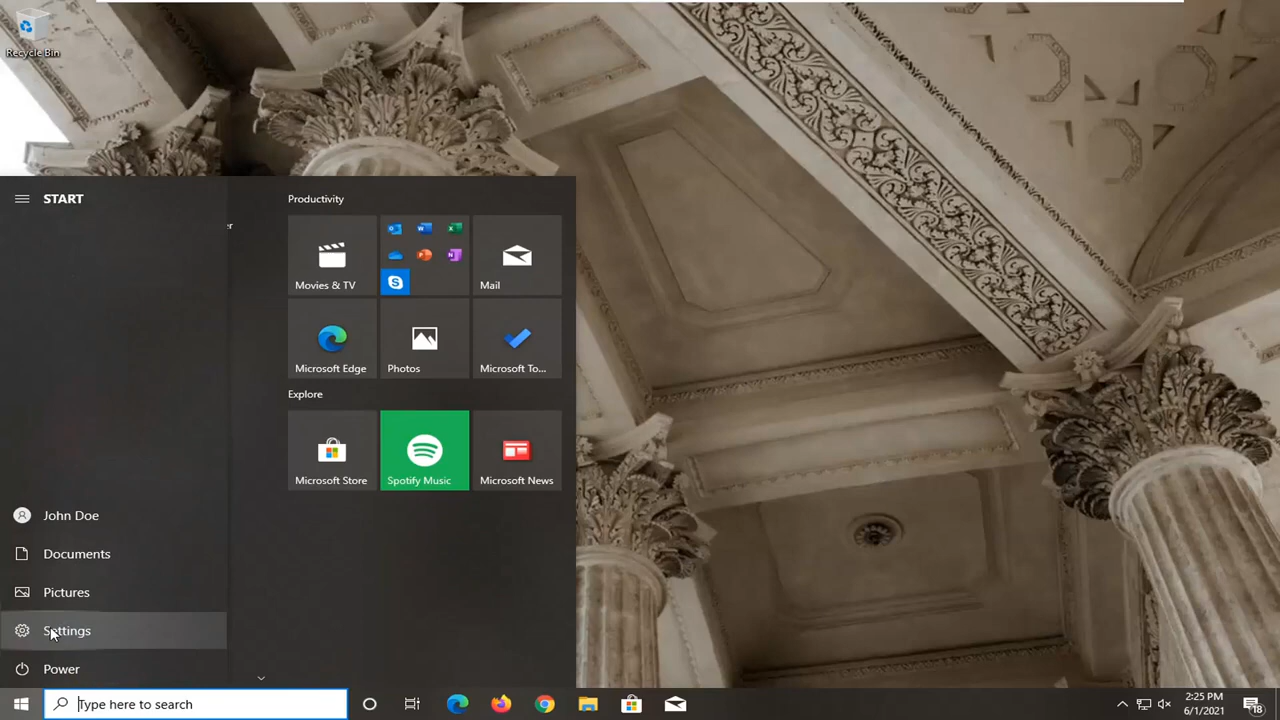 Recycle Bin
START
er
Productivity
Movies & TV
Mail
Microsoft Edge
Photos
Microsoft To...
Explore
Microsoft Store
Spotify Music
Microsoft News
John Doe
Documents
Pictures
Settings
Power
Type here to search
2:25 PM
6/1/2021
18